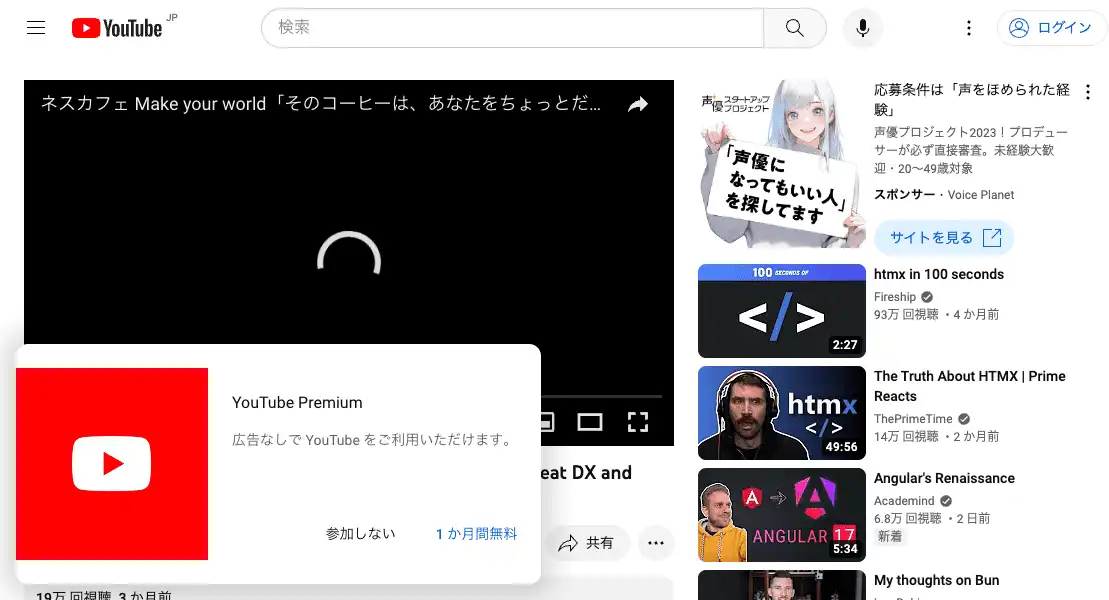 YouTube JP
検索
ログイン
ネスカフェ Make your world「そのコーヒーは、あなたをちょっとだ...
YouTube Premium
広告なしで YouTube をご利用いただけます。
参加しない
1 か月間無料
eat DX and
共有
19万 回視聴 3 か月前
声優スタートアッププロジェクト
「声優に
なってもいい人」
を探してます
応募条件は「声をほめられた経
験」
声優プロジェクト2023！プロデュー
サーが必ず直接審査。未経験大歓
迎・20〜49歳対象
スポンサー・Voice Planet
サイトを見る
100 SECONDS OF
</>
2:27
htmx in 100 seconds
Fireship
93万 回視聴 ・4 か月前
htmx
</>
49:56
The Truth About HTMX | Prime
Reacts
ThePrimeTime
14万 回視聴 ・2 か月前
A
ANGULAR 17
5:34
Angular's Renaissance
Academind
6.8万 回視聴 ・2 日前
新着
My thoughts on Bun